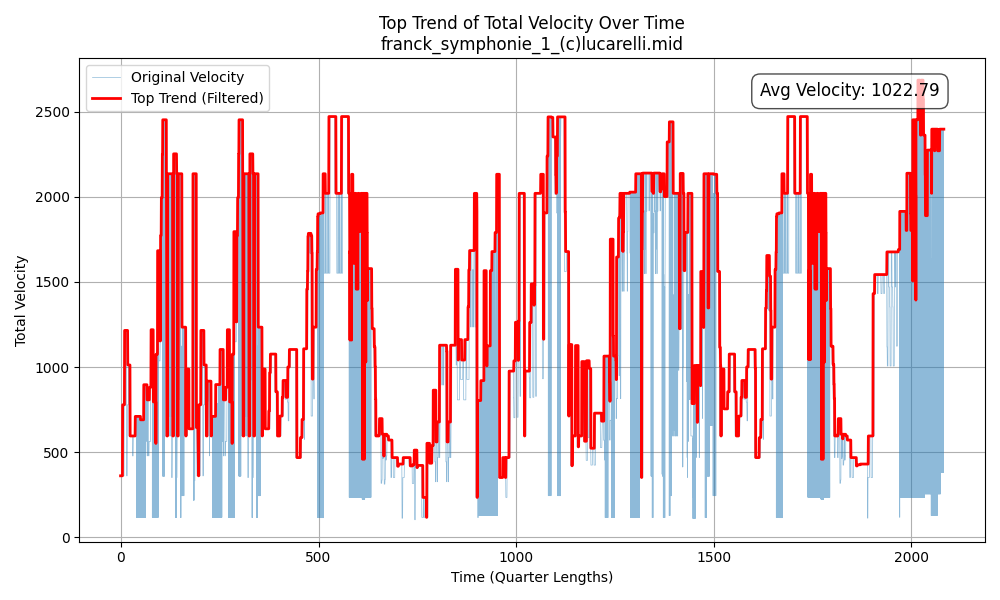 Top Trend of Total Velocity Over Time
franck_symphonie_1_(c)lucarelli.mid
Original Velocity
Top Trend (Filtered)
Avg Velocity: 1022.79
Total Velocity
2500
2000
1500
1000
500
0
0 500 1000 1500 2000
Time (Quarter Lengths)